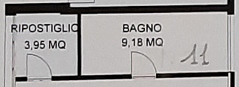 RIPOSTIGLIO BAGNO
3,95 MQ 9,18 MQ
11